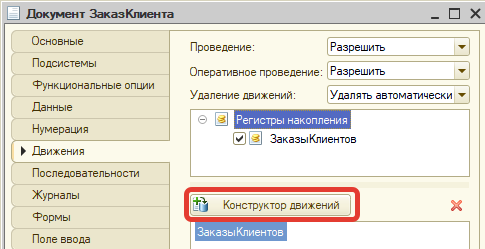 Документ ЗаказКлиента
Основные
Подсистемы
Функциональные опции
Данные
Нумерация
Движения
Последовательности
Журналы
Формы
Поле ввода
Проведение: Разрешить
Оперативное проведение: Разрешить
Удаление движений: Удалять автоматически
Регистры накопления
ЗаказыКлиентов
Конструктор движений
ЗаказыКлиентов